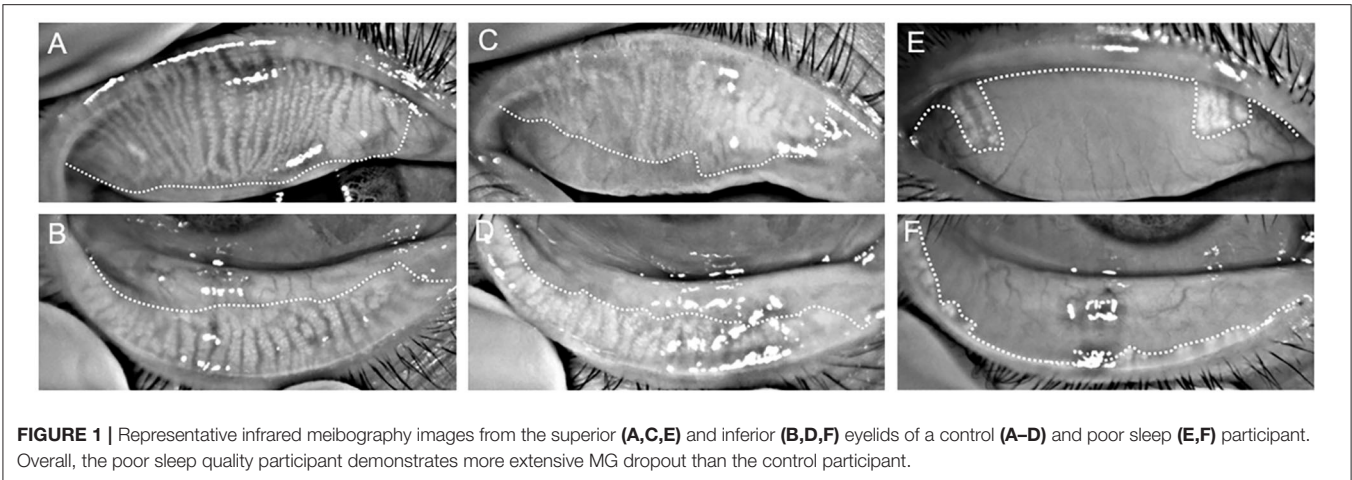 A
C
E
B
D
F
FIGURE 1 | Representative infrared meibography images from the superior (A,C,E) and inferior (B,D,F) eyelids of a control (A–D) and poor sleep (E,F) participant.
Overall, the poor sleep quality participant demonstrates more extensive MG dropout than the control participant.